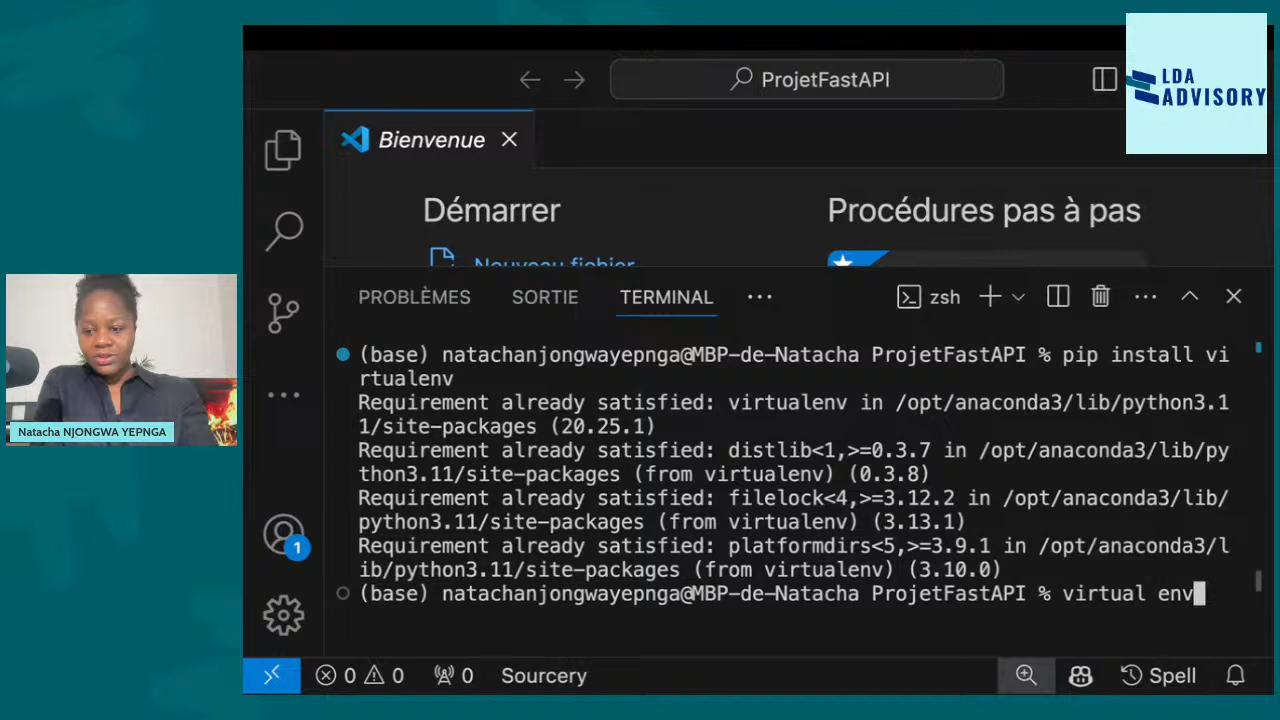 LDA
ADVISORY
ProjetFastAPI
Bienvenue
Démarrer
Procédures pas à pas
Nouveau fichier
PROBLÈMES
SORTIE
TERMINAL
zsh
(base) natachanjongwayepnga@MBP-de-Natacha ProjetFastAPI % pip install vi
rtualenv
Requirement already satisfied: virtualenv in /opt/anaconda3/lib/python3.1
1/site-packages (20.25.1)
Requirement already satisfied: distlib<1,>=0.3.7 in /opt/anaconda3/lib/py
thon3.11/site-packages (from virtualenv) (0.3.8)
Requirement already satisfied: filelock<4,>=3.12.2 in /opt/anaconda3/lib/
python3.11/site-packages (from virtualenv) (3.13.1)
Requirement already satisfied: platformdirs<5,>=3.9.1 in /opt/anaconda3/l
ib/python3.11/site-packages (from virtualenv) (3.10.0)
(base) natachanjongwayepnga@MBP-de-Natacha ProjetFastAPI % virtual env
Natacha NJONGWA YEPNGA
1
0 0 0 Sourcery Spell